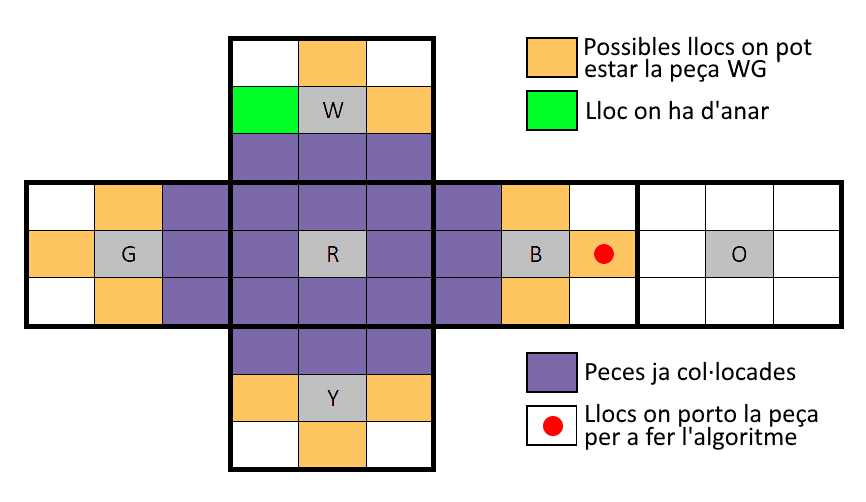 Possibles llocs on pot
estar la peça WG
W
Lloc on ha d'anar
G
R
B
O
Peces ja col·locades
Y
Llocs on porto la peça
per a fer l'algoritme